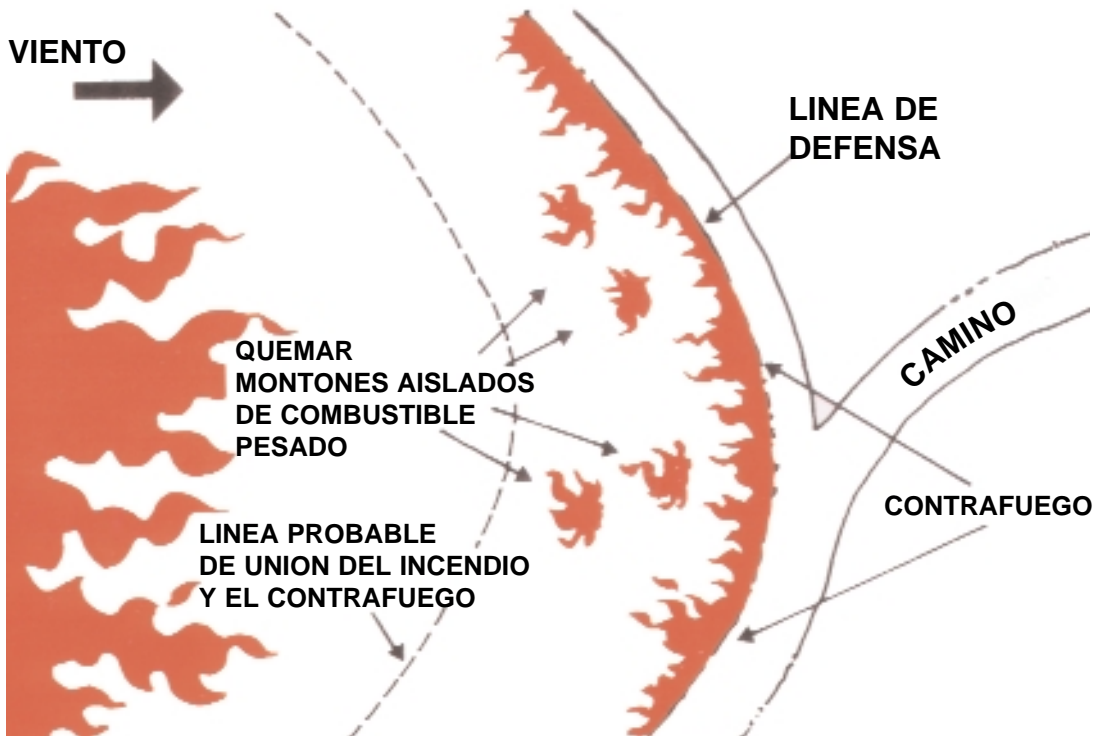 VIENTO
LINEA DE
DEFENSA
CAMINO
QUEMAR
MONTONES AISLADOS
DE COMBUSTIBLE
PESADO
CONTRAFUEGO
LINEA PROBABLE
DE UNION DEL INCENDIO
Y EL CONTRAFUEGO